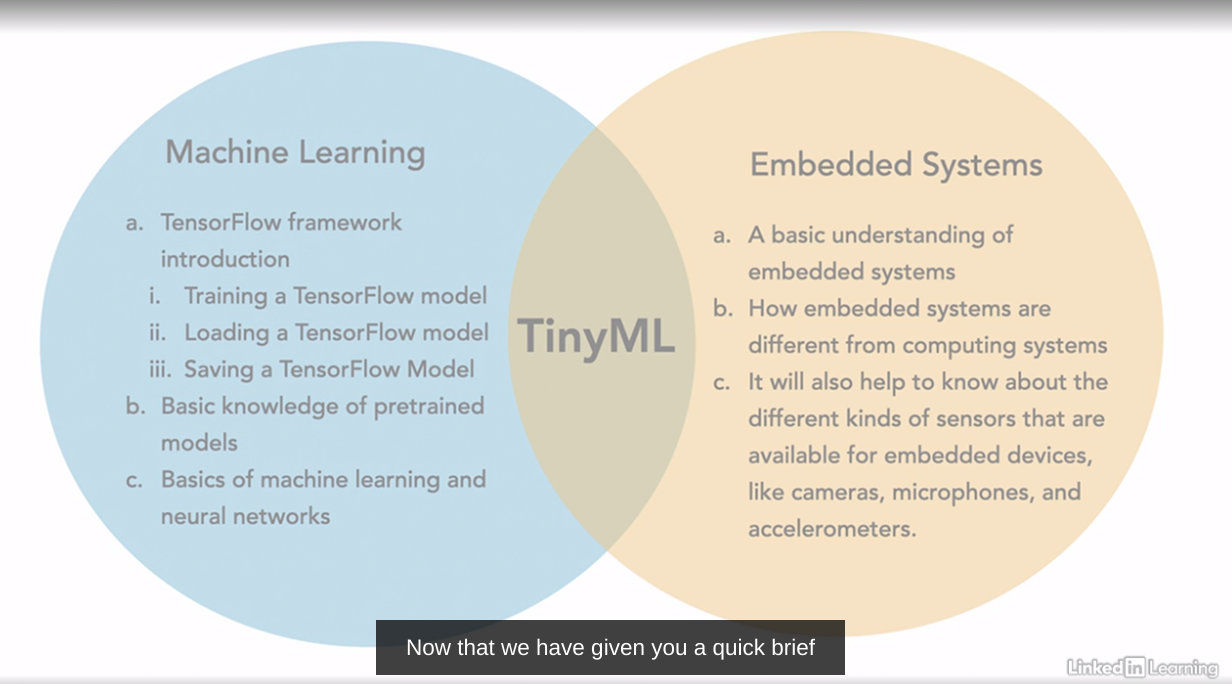 Machine Learning
a. TensorFlow framework
introduction
i. Training a TensorFlow model
ii. Loading a TensorFlow model
iii. Saving a TensorFlow Model
b. Basic knowledge of pretrained
models
c. Basics of machine learning and
neural networks
TinyML
Embedded Systems
a. A basic understanding of
embedded systems
b. How embedded systems are
different from computing systems
c. It will also help to know about the
different kinds of sensors that are
available for embedded devices,
like cameras, microphones, and
accelerometers.
Now that we have given you a quick brief
Linked in Learning